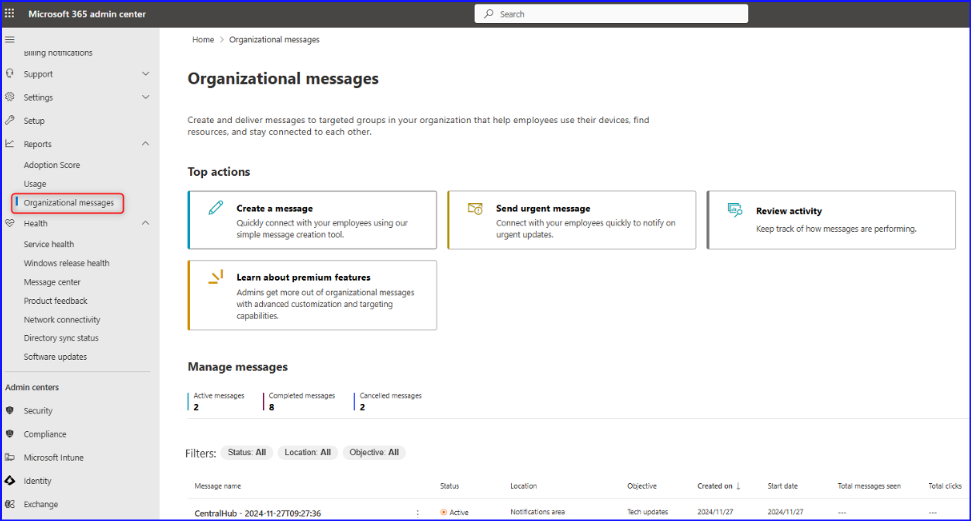 Microsoft 365 admin center
Search
Billing notifications
Support
Settings
Setup
Reports
Adoption Score
Usage
Organizational messages
Health
Service health
Windows release health
Message center
Product feedback
Network connectivity
Directory sync status
Software updates
Admin centers
Security
Compliance
Microsoft Intune
Identity
Exchange
Home > Organizational messages
Organizational messages
Create and deliver messages to targeted groups in your organization that help employees use their devices, find
resources, and stay connected to each other.
Top actions
Create a message
Quickly connect with your employees using our
simple message creation tool.
Send urgent message
Connect with your employees quickly to notify on
urgent updates.
Review activity
Keep track of how messages are performing.
Learn about premium features
Admins get more out of organizational messages
with advanced customization and targeting
capabilities.
Manage messages
Active messages
2
Completed messages
8
Cancelled messages
2
Filters: Status: All Location: All Objective: All
Message name Status Location Objective Created on ↓ Start date Total messages seen Total clicks
CentralHub - 2024-11-27T09:27:36 Active Notifications area Tech updates 2024/11/27 2024/11/27 --- ---